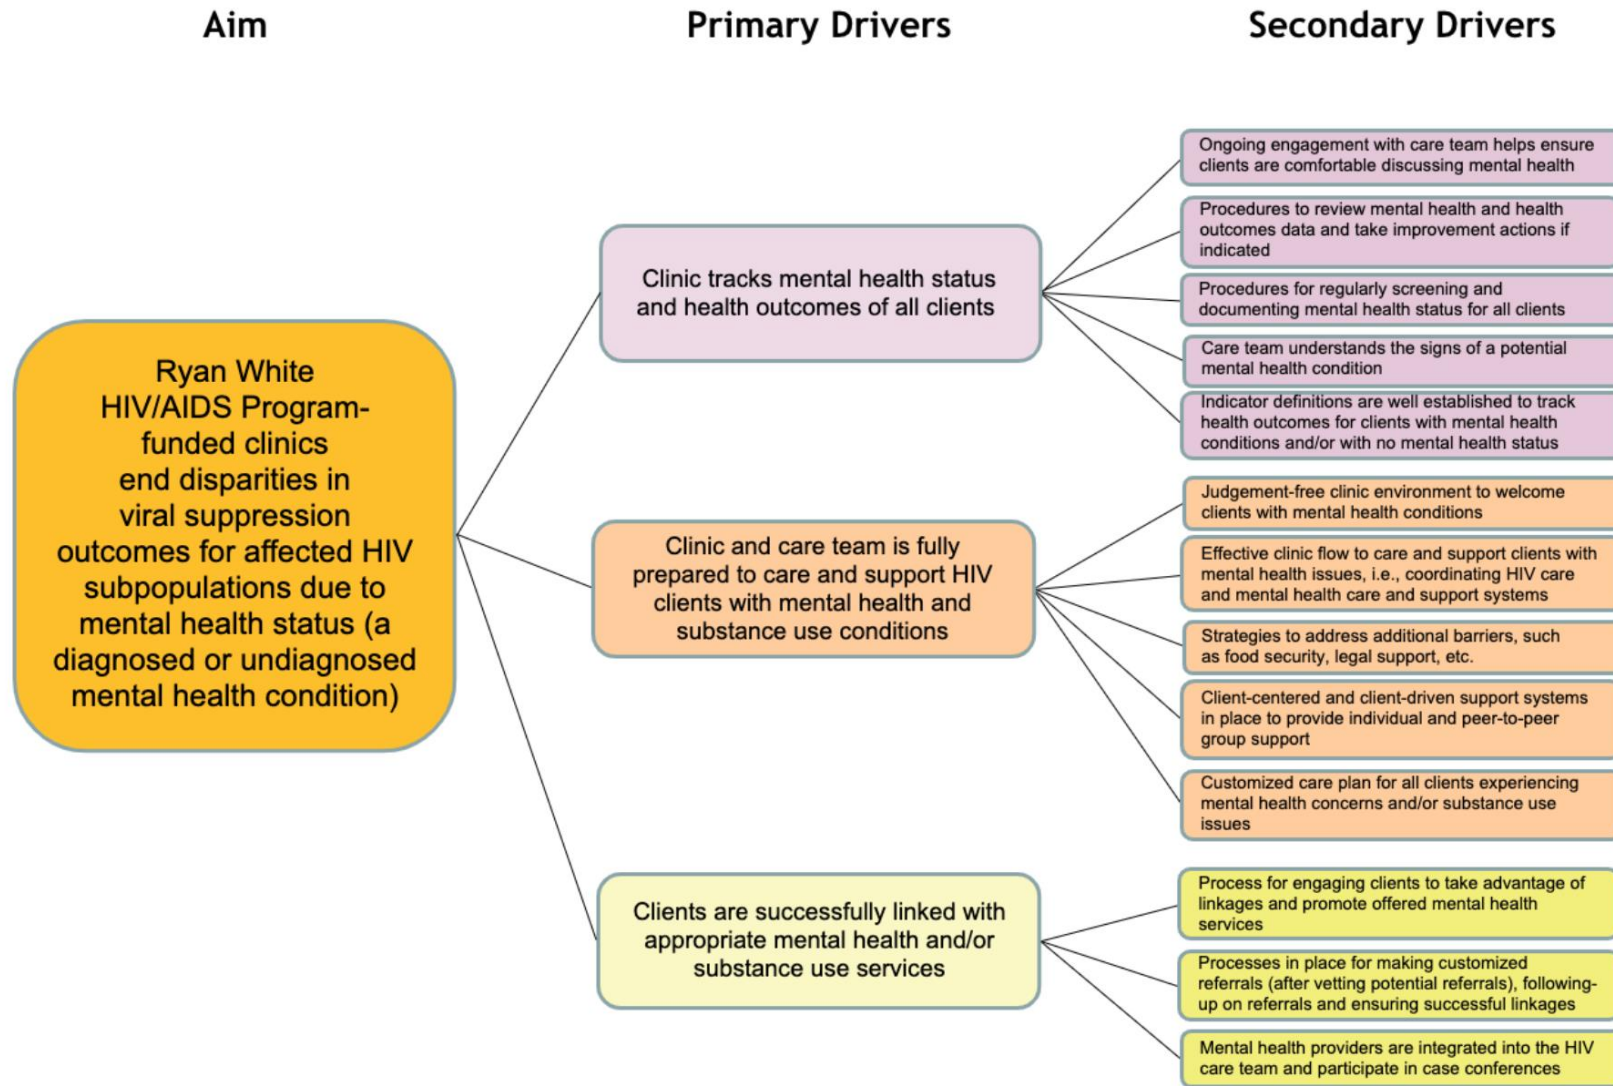 Aim
Primary Drivers
Secondary Drivers
Ryan White
HIV/AIDS Program-
funded clinics
end disparities in
viral suppression
outcomes for affected HIV
subpopulations due to
mental health status (a
diagnosed or undiagnosed
mental health condition)
Clinic tracks mental health status
and health outcomes of all clients
Ongoing engagement with care team helps ensure
clients are comfortable discussing mental health
Procedures to review mental health and health
outcomes data and take improvement actions if
indicated
Procedures for regularly screening and
documenting mental health status for all clients
Care team understands the signs of a potential
mental health condition
Indicator definitions are well established to track
health outcomes for clients with mental health
conditions and/or with no mental health status
Clinic and care team is fully
prepared to care and support HIV
clients with mental health and
substance use conditions
Judgement-free clinic environment to welcome
clients with mental health conditions
Effective clinic flow to care and support clients with
mental health issues, i.e., coordinating HIV care
and mental health care and support systems
Strategies to address additional barriers, such
as food security, legal support, etc.
Client-centered and client-driven support systems
in place to provide individual and peer-to-peer
group support
Customized care plan for all clients experiencing
mental health concerns and/or substance use
issues
Clients are successfully linked with
appropriate mental health and/or
substance use services
Process for engaging clients to take advantage of
linkages and promote offered mental health
services
Processes in place for making customized
referrals (after vetting potential referrals), following-
up on referrals and ensuring successful linkages
Mental health providers are integrated into the HIV
care team and participate in case conferences